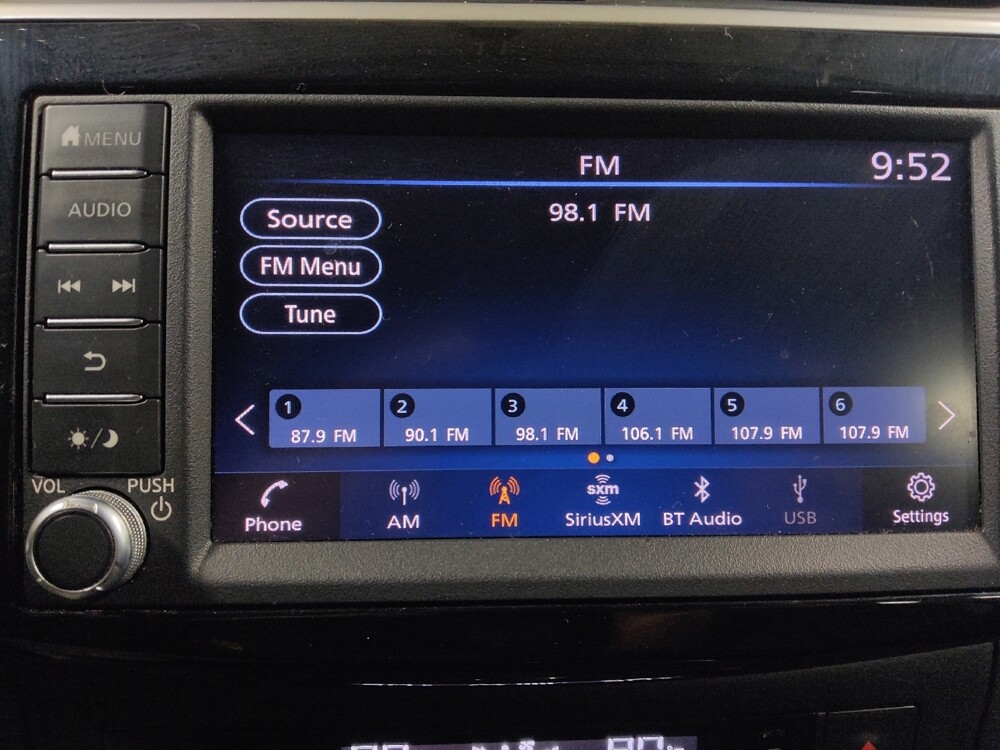 MENU
AUDIO
VOL
PUSH
FM
9:52
98.1 FM
Source
FM Menu
Tune
1
87.9 FM
2
90.1 FM
3
98.1 FM
4
106.1 FM
5
107.9 FM
6
107.9 FM
Phone
AM
FM
sxm
SiriusXM
BT Audio
USB
Settings